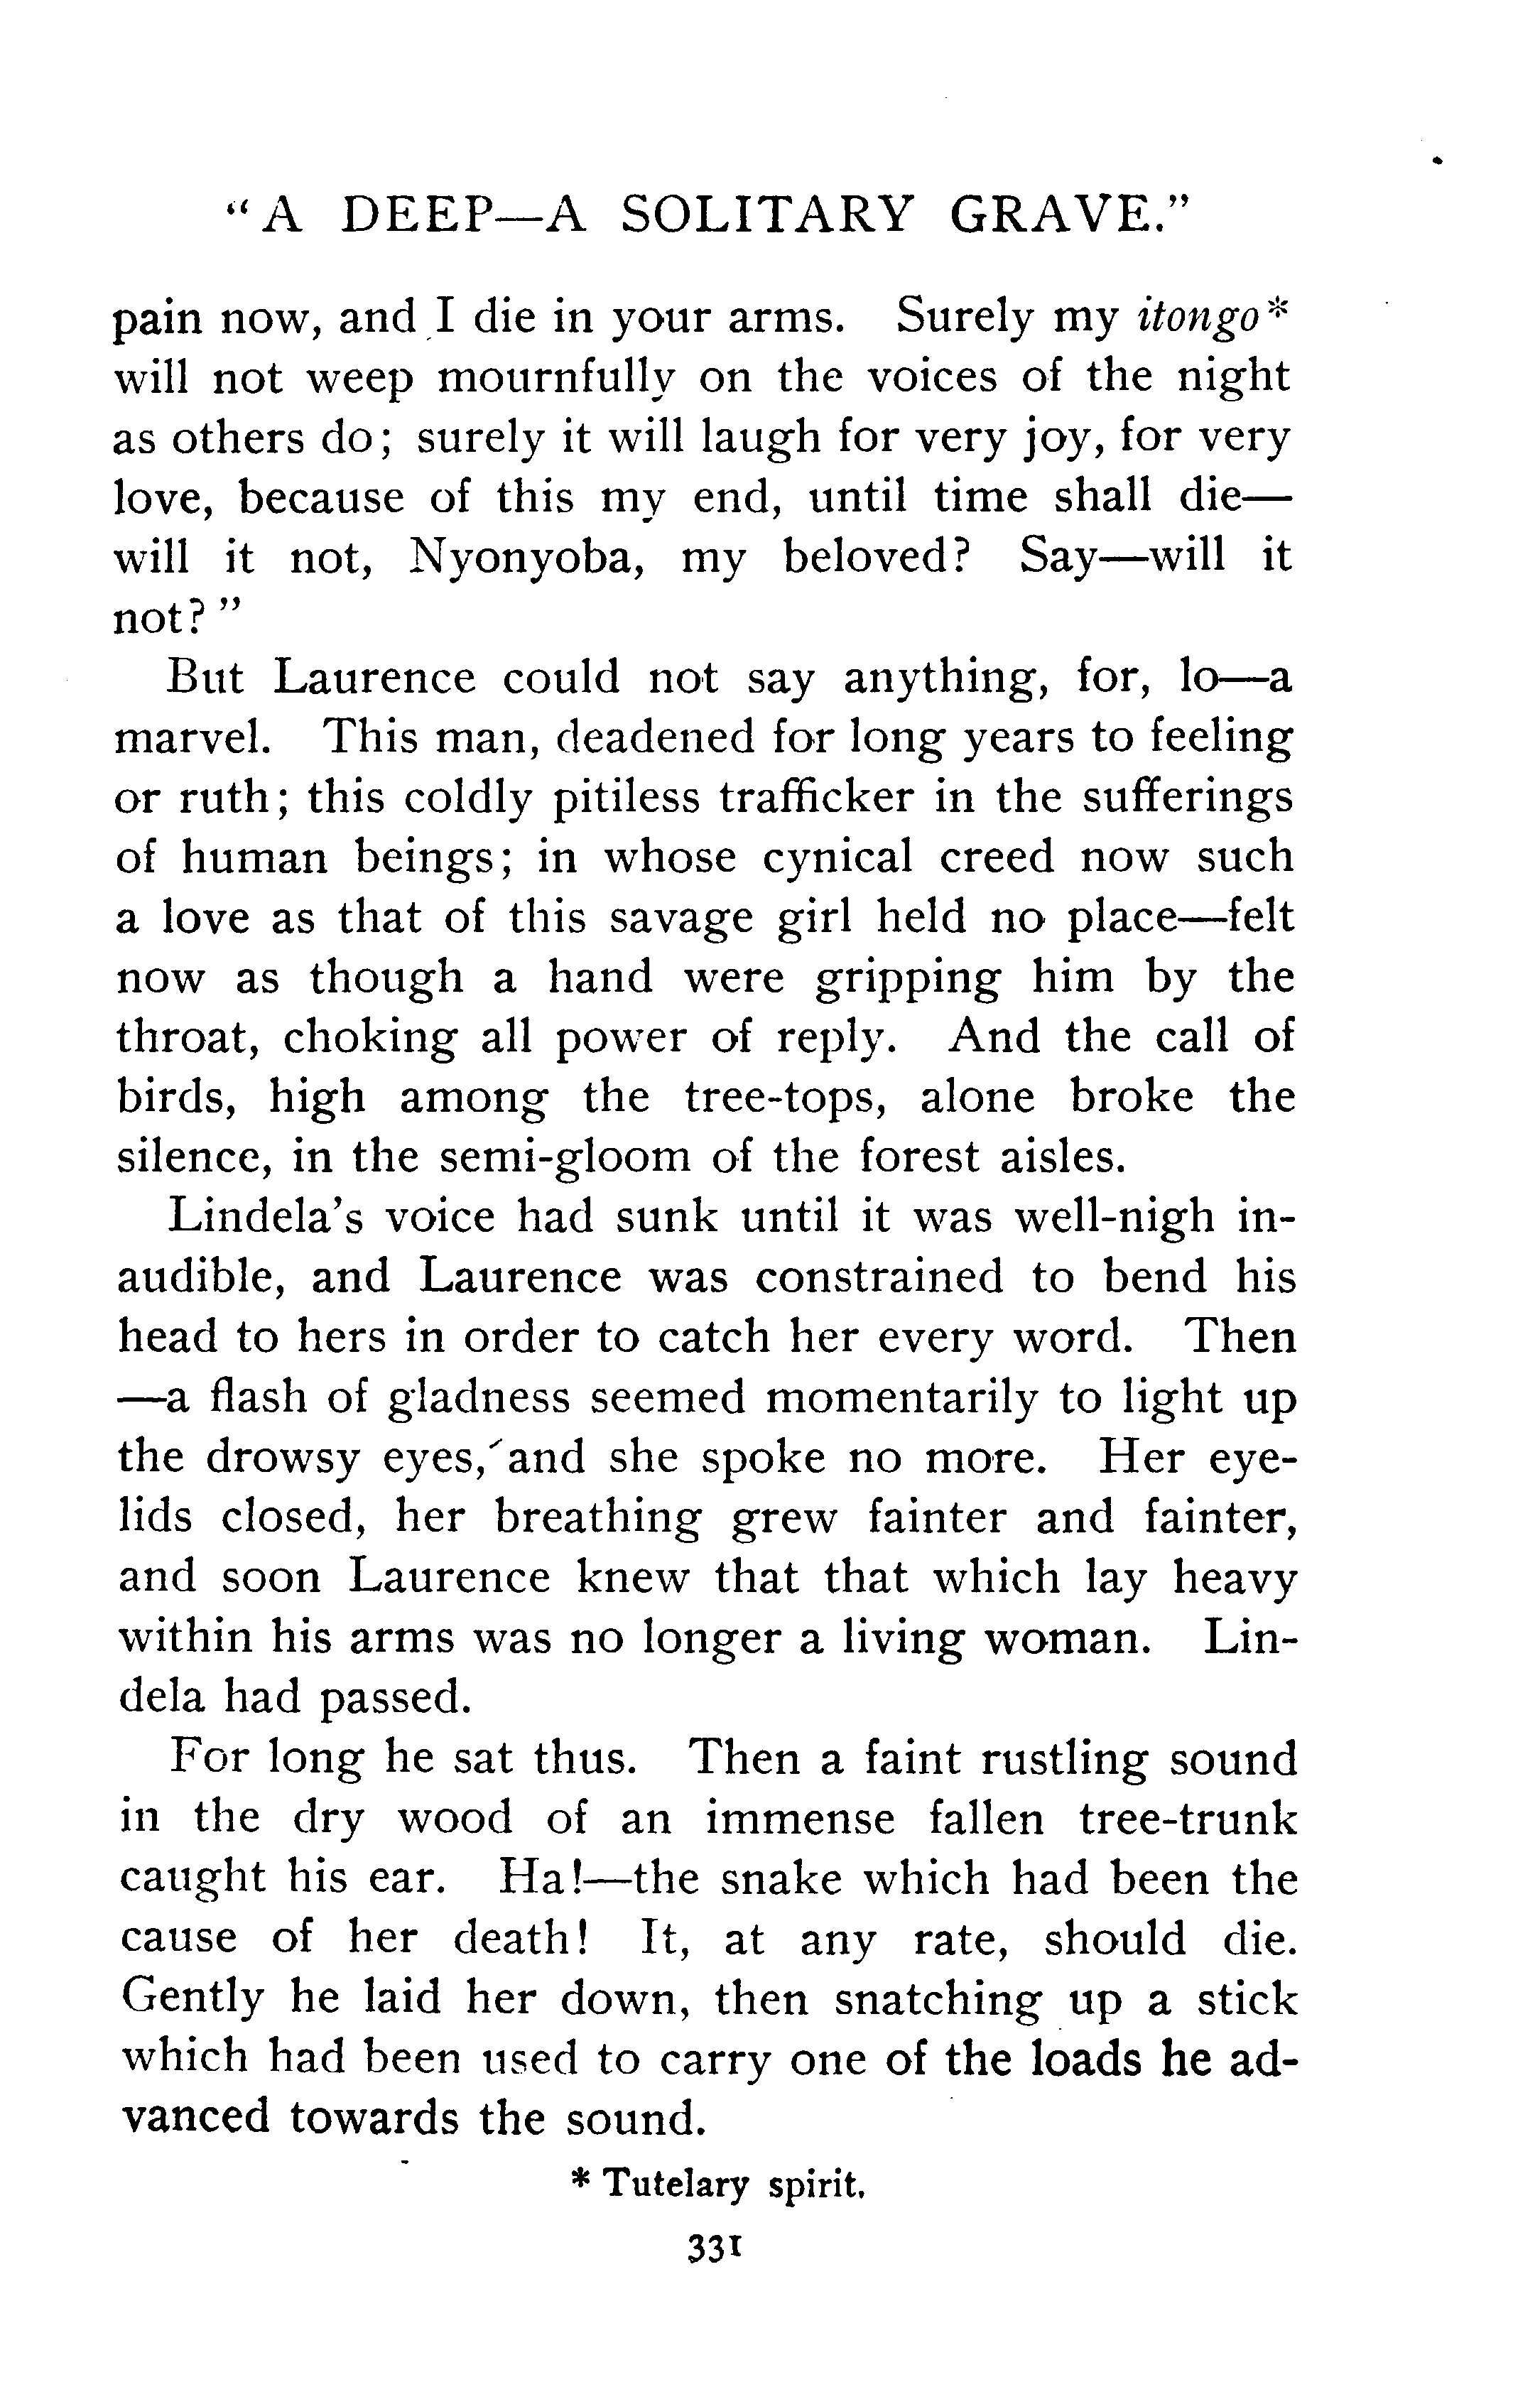 "A DEEP—A SOLITARY GRAVE."
pain now, and I die in your arms. Surely my itongo*
will not weep mournfully on the voices of the night
as others do; surely it will laugh for very joy, for very
love, because of this my end, until time shall die—
will it not, Nyonyoba, my beloved? Say—will it
not?"
But Laurence could not say anything, for, lo—a
marvel. This man, deadened for long years to feeling
or ruth; this coldly pitiless trafficker in the sufferings
of human beings; in whose cynical creed now such
a love as that of this savage girl held no place—felt
now as though a hand were gripping him by the
throat, choking all power of reply. And the call of
birds, high among the tree-tops, alone broke the
silence, in the semi-gloom of the forest aisles.
Lindela's voice had sunk until it was well-nigh in-
audible, and Laurence was constrained to bend his
head to hers in order to catch her every word. Then
—a flash of gladness seemed momentarily to light up
the drowsy eyes, and she spoke no more. Her eye-
lids closed, her breathing grew fainter and fainter,
and soon Laurence knew that that which lay heavy
within his arms was no longer a living woman. Lin-
dela had passed.
For long he sat thus. Then a faint rustling sound
in the dry wood of an immense fallen tree-trunk
caught his ear. Ha!—the snake which had been the
cause of her death! It, at any rate, should die.
Gently he laid her down, then snatching up a stick
which had been used to carry one of the loads he ad-
vanced towards the sound.
* Tutelary spirit.
331